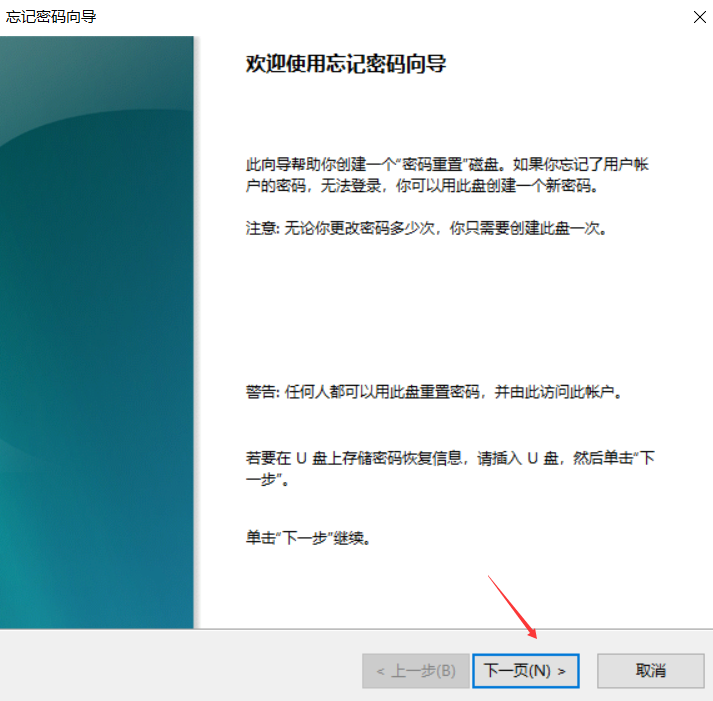 忘记密码向导
欢迎使用忘记密码向导
此向导帮助你创建一个“密码重置”磁盘。如果你忘记了用户帐
户的密码，无法登录，你可以用此盘创建一个新密码。
注意: 无论你更改密码多少次，你只需要创建此盘一次。
警告: 任何人都可以用此盘重置密码，并由此访问此帐户。
若要在 U 盘上存储密码恢复信息，请插入 U 盘，然后单击“下
一步”。
单击“下一步”继续。
< 上一步(B)
下一页(N) >
取消